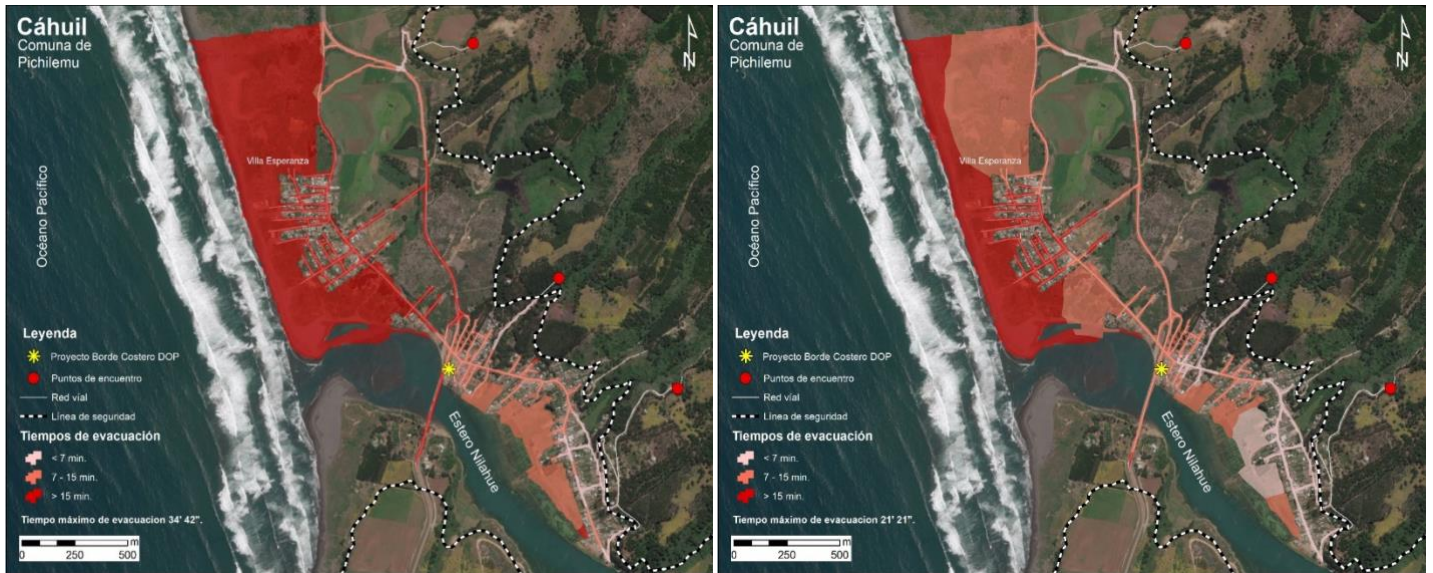 Cáhuil
Comuna de
Pichilemu
N
Villa Esperanza
Océano Pacífico
Estero Nilahue
Leyenda
Proyecto Borde Costero DOP
Puntos de encuentro
Red vial
Línea de seguridad
Tiempos de evacuación
< 7 min.
7 - 15 min.
> 15 min.
Tiempo máximo de evacuacion 34' 42".
m
0 250 500
Cáhuil
Comuna de
Pichilemu
N
Villa Esperanza
Océano Pacífico
Estero Nilahue
Leyenda
Proyecto Borde Costero DOP
Puntos de encuentro
Red vial
Línea de seguridad
Tiempos de evacuación
< 7 min.
7 - 15 min.
> 15 min.
Tiempo máximo de evacuacion 21' 21".
m
0 250 500